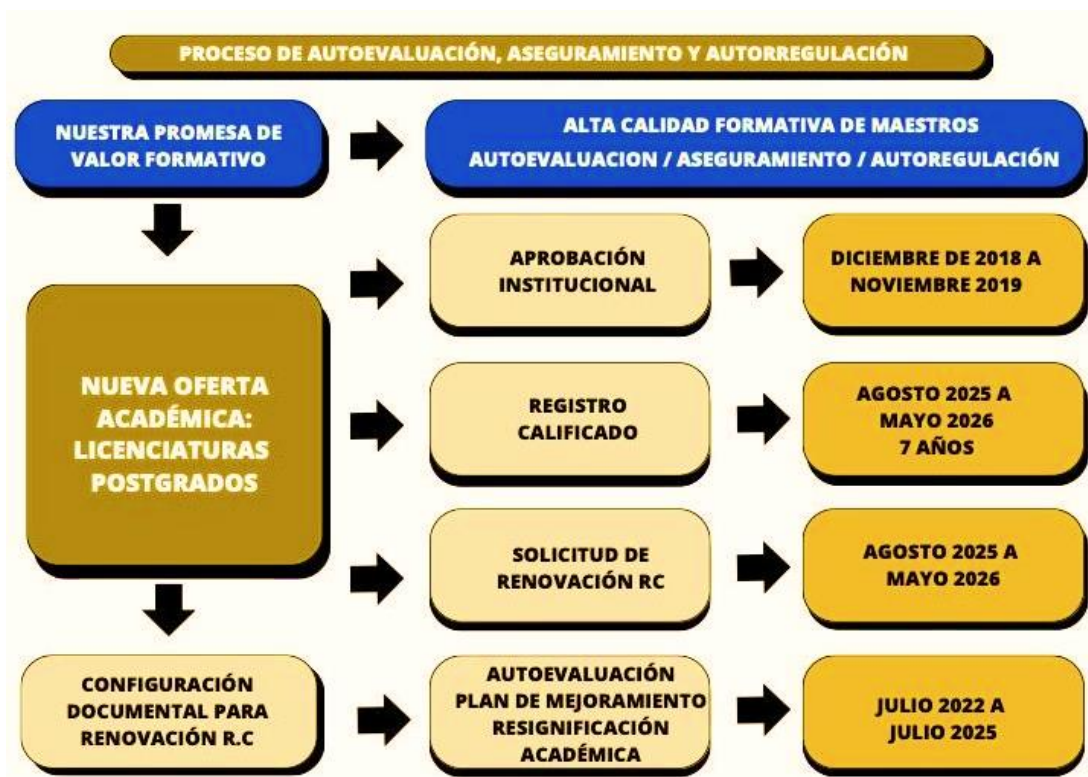 PROCESO DE AUTOEVALUACIÓN, ASEGURAMIENTO Y AUTORREGULACIÓN
NUESTRA PROMESA DE
VALOR FORMATIVO
ALTA CALIDAD FORMATIVA DE MAESTROS
AUTOEVALUACION / ASEGURAMIENTO / AUTOREGULACIÓN
NUEVA OFERTA
ACADÉMICA:
LICENCIATURAS
POSTGRADOS
APROBACIÓN
INSTITUCIONAL
DICIEMBRE DE 2018 A
NOVIEMBRE 2019
REGISTRO
CALIFICADO
AGOSTO 2025 A
MAYO 2026
7 AÑOS
SOLICITUD DE
RENOVACIÓN RC
AGOSTO 2025 A
MAYO 2026
CONFIGURACIÓN
DOCUMENTAL PARA
RENOVACIÓN R.C
AUTOEVALUACIÓN
PLAN DE MEJORAMIENTO
RESIGNIFICACIÓN
ACADÉMICA
JULIO 2022 A
JULIO 2025